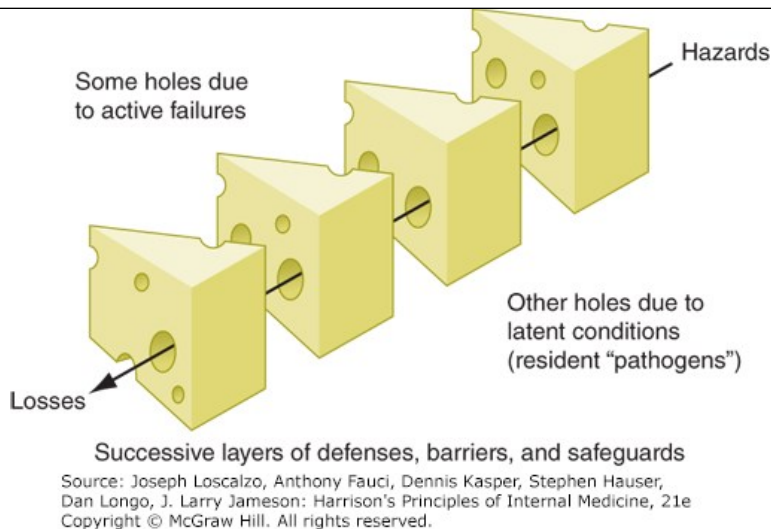 Some holes due
to active failures
Hazards
Other holes due to
latent conditions
(resident “pathogens”)
Losses
Successive layers of defenses, barriers, and safeguards
Source: Joseph Loscalzo, Anthony Fauci, Dennis Kasper, Stephen Hauser,
Dan Longo, J. Larry Jameson: Harrison's Principles of Internal Medicine, 21e
Copyright © McGraw Hill. All rights reserved.